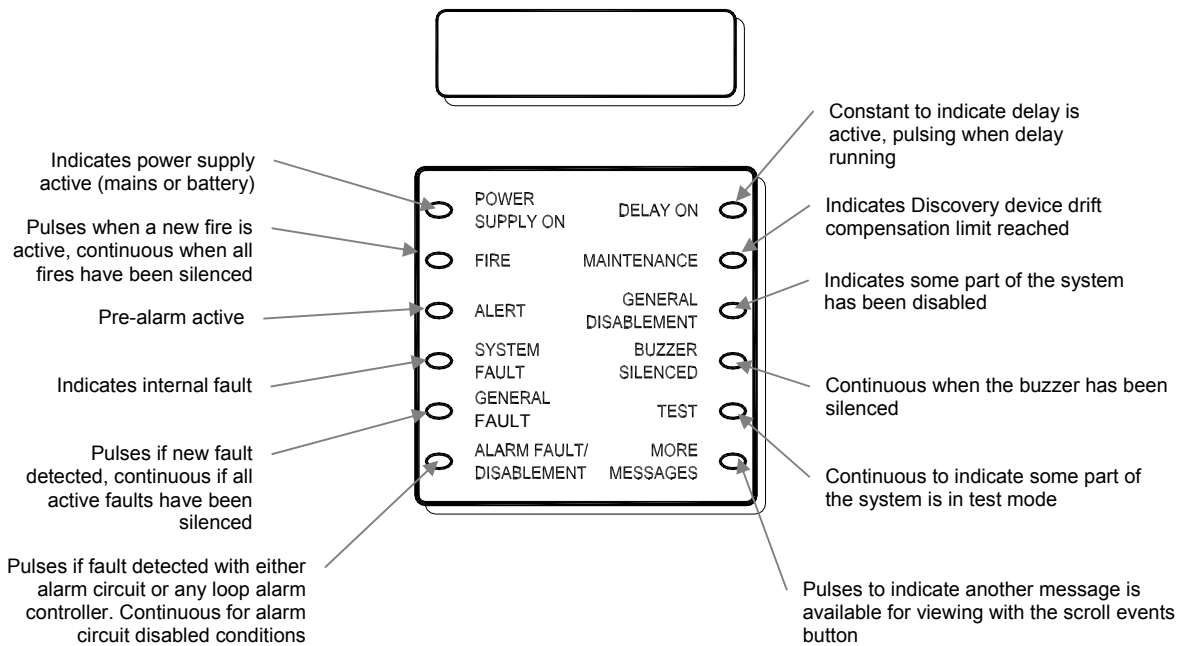 Indicates power supply
active (mains or battery)
Pulses when a new fire is
active, continuous when all
fires have been silenced
Pre-alarm active
Indicates internal fault
Pulses if new fault
detected, continuous if all
active faults have been
silenced
Pulses if fault detected with either
alarm circuit or any loop alarm
controller. Continuous for alarm
circuit disabled conditions
POWER
SUPPLY ON
FIRE
ALERT
SYSTEM
FAULT
GENERAL
FAULT
ALARM FAULT/
DISABLEMENT
DELAY ON
MAINTENANCE
GENERAL
DISABLEMENT
BUZZER
SILENCED
TEST
MORE
MESSAGES
Constant to indicate delay is
active, pulsing when delay
running
Indicates Discovery device drift
compensation limit reached
Indicates some part of the system
has been disabled
Continuous when the buzzer has been
silenced
Continuous to indicate some part of
the system is in test mode
Pulses to indicate another message is
available for viewing with the scroll events
button